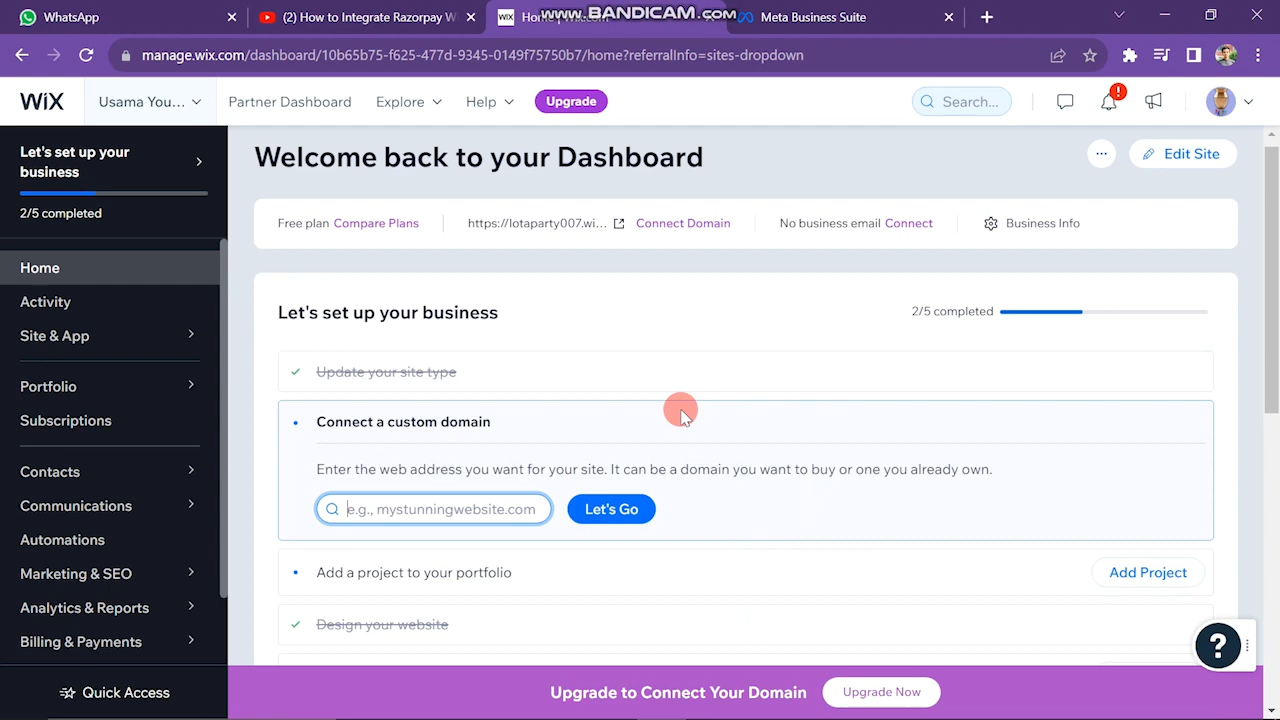 WhatsApp
(2) How to Integrate Razorpay W
WiX
www.BANDICAM.com
Meta Business Suite
manage.wix.com/dashboard/10b65b75-f625-477d-9345-0149f75750b7/home?referralInfo=sites-dropdown
WiX
Usama You...
Partner Dashboard
Explore
Help
Upgrade
Search...
!
Let's set up your
business
2/5 completed
Home
Activity
Site & App
Portfolio
Subscriptions
Contacts
Communications
Automations
Marketing & SEO
Analytics & Reports
Billing & Payments
Quick Access
Welcome back to your Dashboard
...
Edit Site
Free plan Compare Plans
https://lotaparty007.wi...
Connect Domain
No business email Connect
Business Info
Let's set up your business
2/5 completed
Update your site type
Connect a custom domain
Enter the web address you want for your site. It can be a domain you want to buy or one you already own.
e.g., mystunningwebsite.com
Let's Go
Add a project to your portfolio
Add Project
Design your website
?
Upgrade to Connect Your Domain
Upgrade Now